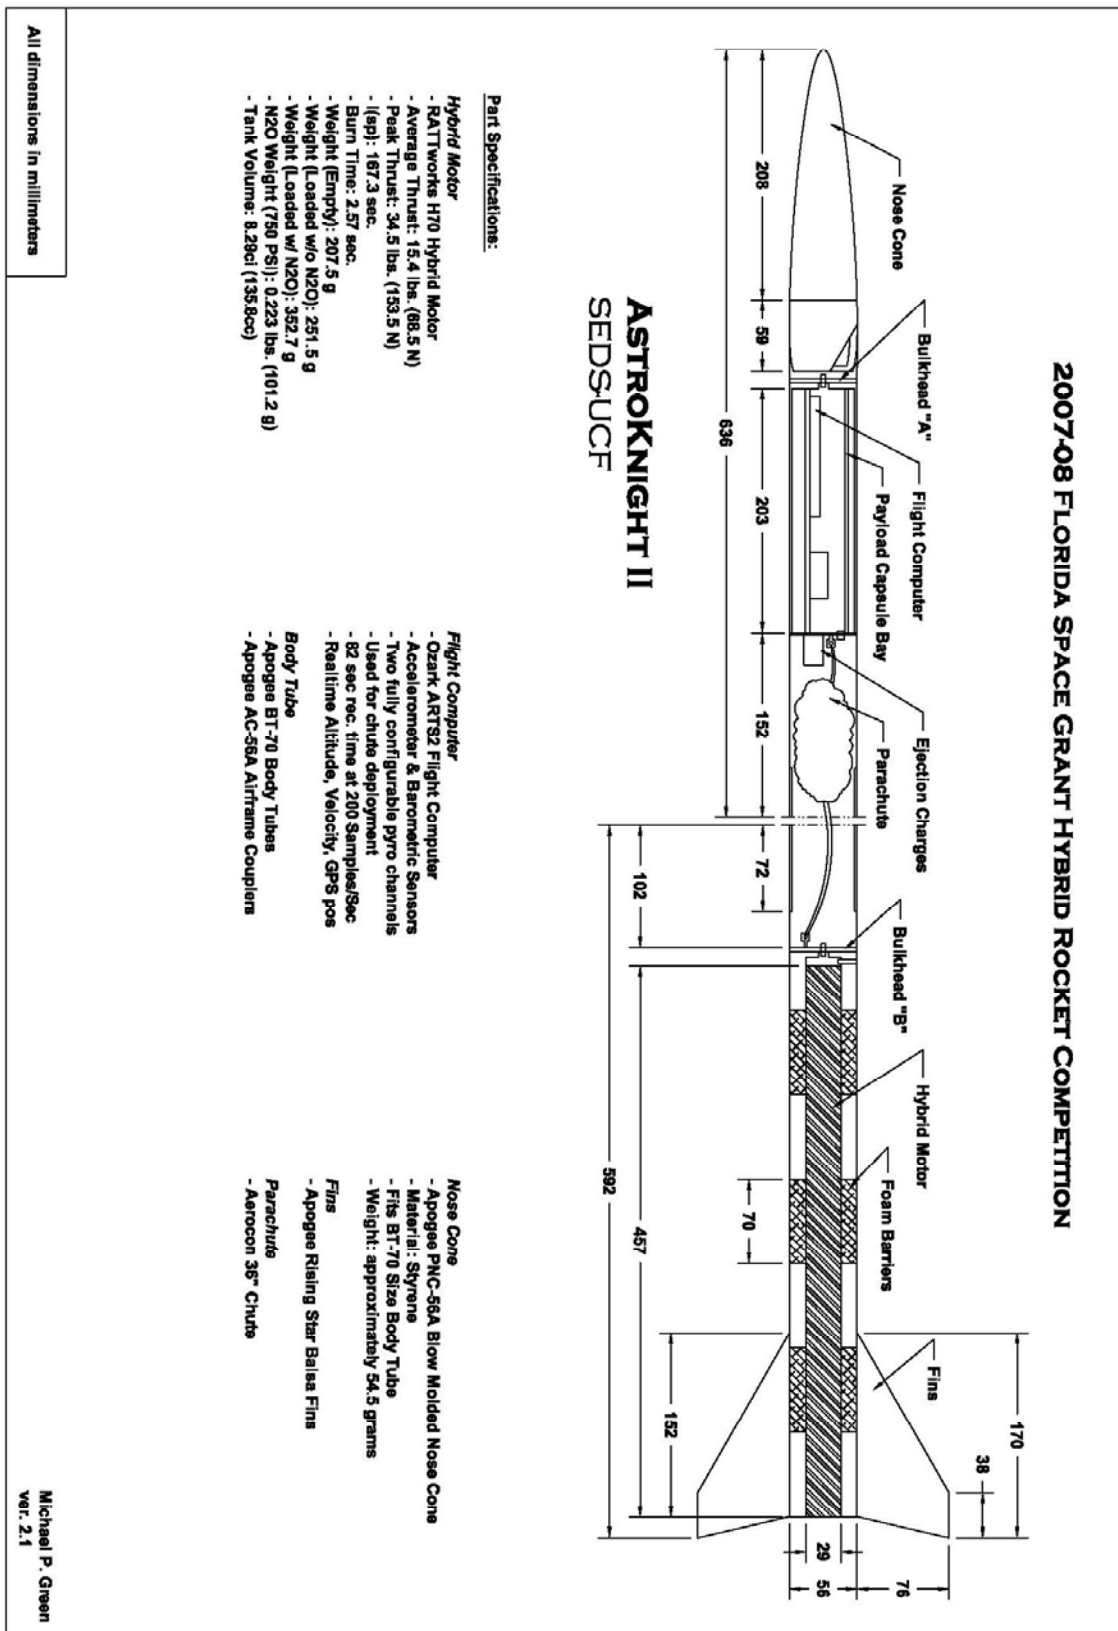 2007-08 FLORIDA SPACE GRANT HYBRID ROCKET COMPETITION
Nose Cone
Bulkhead "A"
Flight Computer
Payload Capsule Bay
Ejection Charges
Parachute
Bulkhead "B"
Hybrid Motor
Foam Barriers
Fins
170
38
76
56
29
208
59
203
152
72
70
152
636
102
457
592
ASTROKNIGHT II
SEDS-UCF
Part Specifications:
Hybrid Motor
- RATTworks H70 Hybrid Motor
- Average Thrust: 15.4 lbs. (68.5 N)
- Peak Thrust: 34.5 lbs. (153.5 N)
- I(sp): 167.3 sec.
- Burn Time: 2.57 sec.
- Weight (Empty): 207.5 g
- Weight (Loaded w/o N2O): 251.5 g
- Weight (Loaded w/ N2O): 352.7 g
- N2O Weight (750 PSI): 0.223 lbs. (101.2 g)
- Tank Volume: 8.29ci (135.8cc)
Flight Computer
- Ozark ARTS2 Flight Computer
- Accelerometer & Barometric Sensors
- Two fully configurable pyro channels
- Used for chute deployment
- 82 sec rec. time at 200 Samples/Sec
- Realtime Altitude, Velocity, GPS pos
Body Tube
- Apogee BT-70 Body Tubes
- Apogee AC-56A Airframe Couplers
Nose Cone
- Apogee PNC-56A Blow Molded Nose Cone
- Material: Styrene
- Fits BT-70 Size Body Tube
- Weight: approximately 54.5 grams
Fins
- Apogee Rising Star Balsa Fins
Parachute
- Aerocon 36" Chute
All dimensions in millimeters
Michael P. Green
ver. 2.1